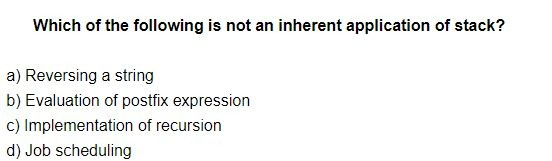 Which of the following is not an inherent application of stack?
a) Reversing a string
b) Evaluation of postfix expression
c) Implementation of recursion
d) Job scheduling